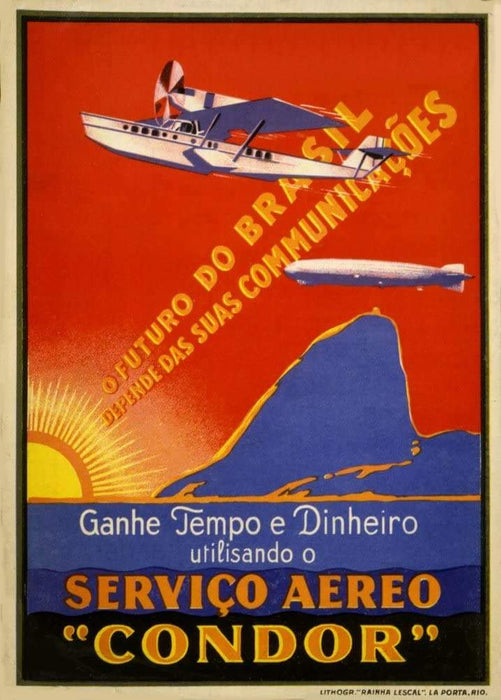 O FUTURO DO BRASIL
DEPENDE DAS SUAS COMMUNICAÇÕES
Ganhe Tempo e Dinheiro
utilisando o
SERVIÇO AEREO
"CONDOR"
LITHOGR. "RAINHA LESCAL". LA PORTA, RIO